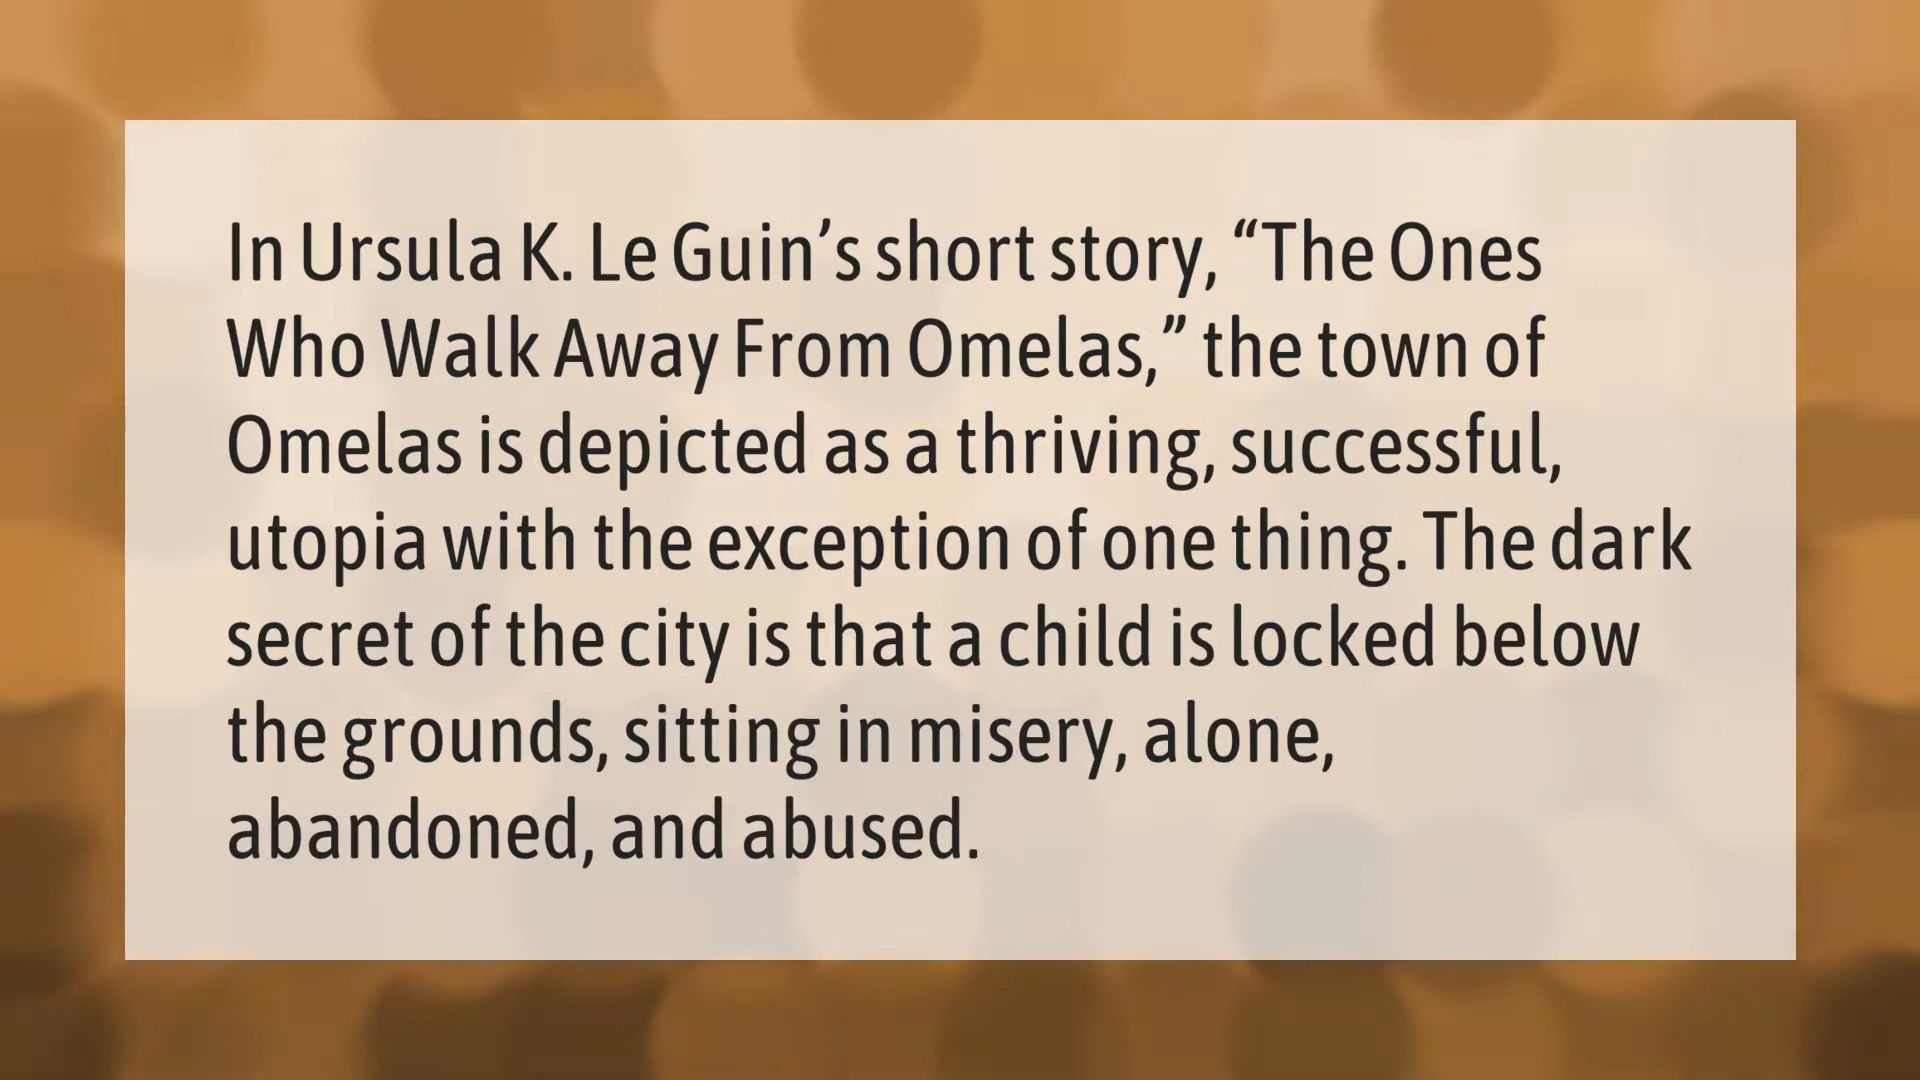 In Ursula K. Le Guin’s short story, “The Ones
Who Walk Away From Omelas,” the town of
Omelas is depicted as a thriving, successful,
utopia with the exception of one thing. The dark
secret of the city is that a child is locked below
the grounds, sitting in misery, alone,
abandoned, and abused.